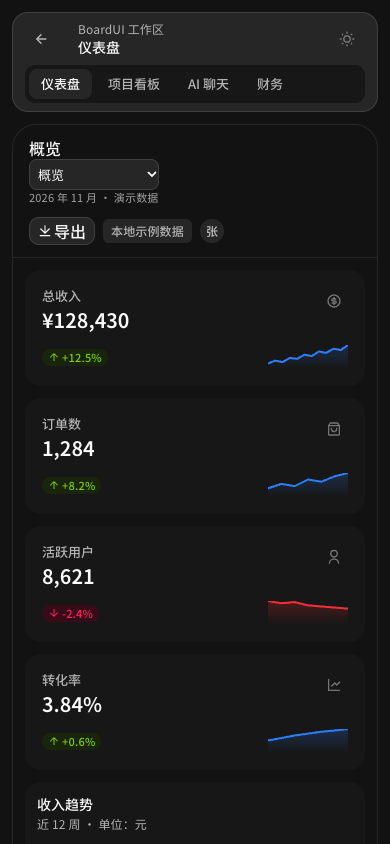 BoardUI 工作区
仪表盘
仪表盘 项目看板 AI 聊天 财务
概览
概览
2026 年 11 月 • 演示数据
导出 本地示例数据 张
总收入
¥128,430
↑ +12.5%
订单数
1,284
↑ +8.2%
活跃用户
8,621
↓ -2.4%
转化率
3.84%
↑ +0.6%
收入趋势
近 12 周 • 单位：元